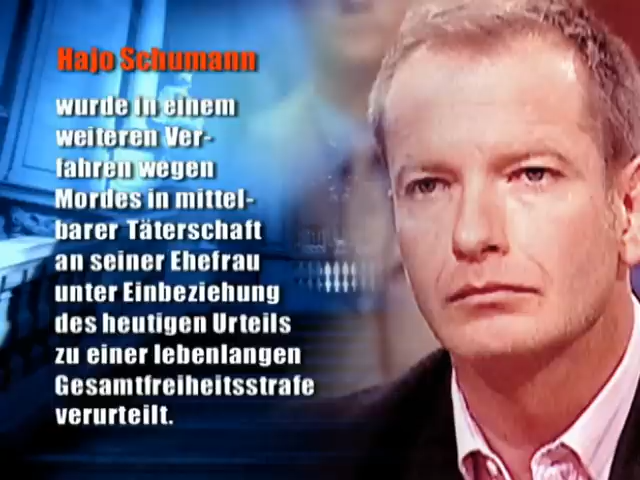 Hajo Schumann
wurde in einem
weiteren Ver-
fahren wegen
Mordes in mittel-
barer Täterschaft
an seiner Ehefrau
unter Einbeziehung
des heutigen Urteils
zu einer lebenlangen
Gesamtfreiheitsstrafe
verurteilt.